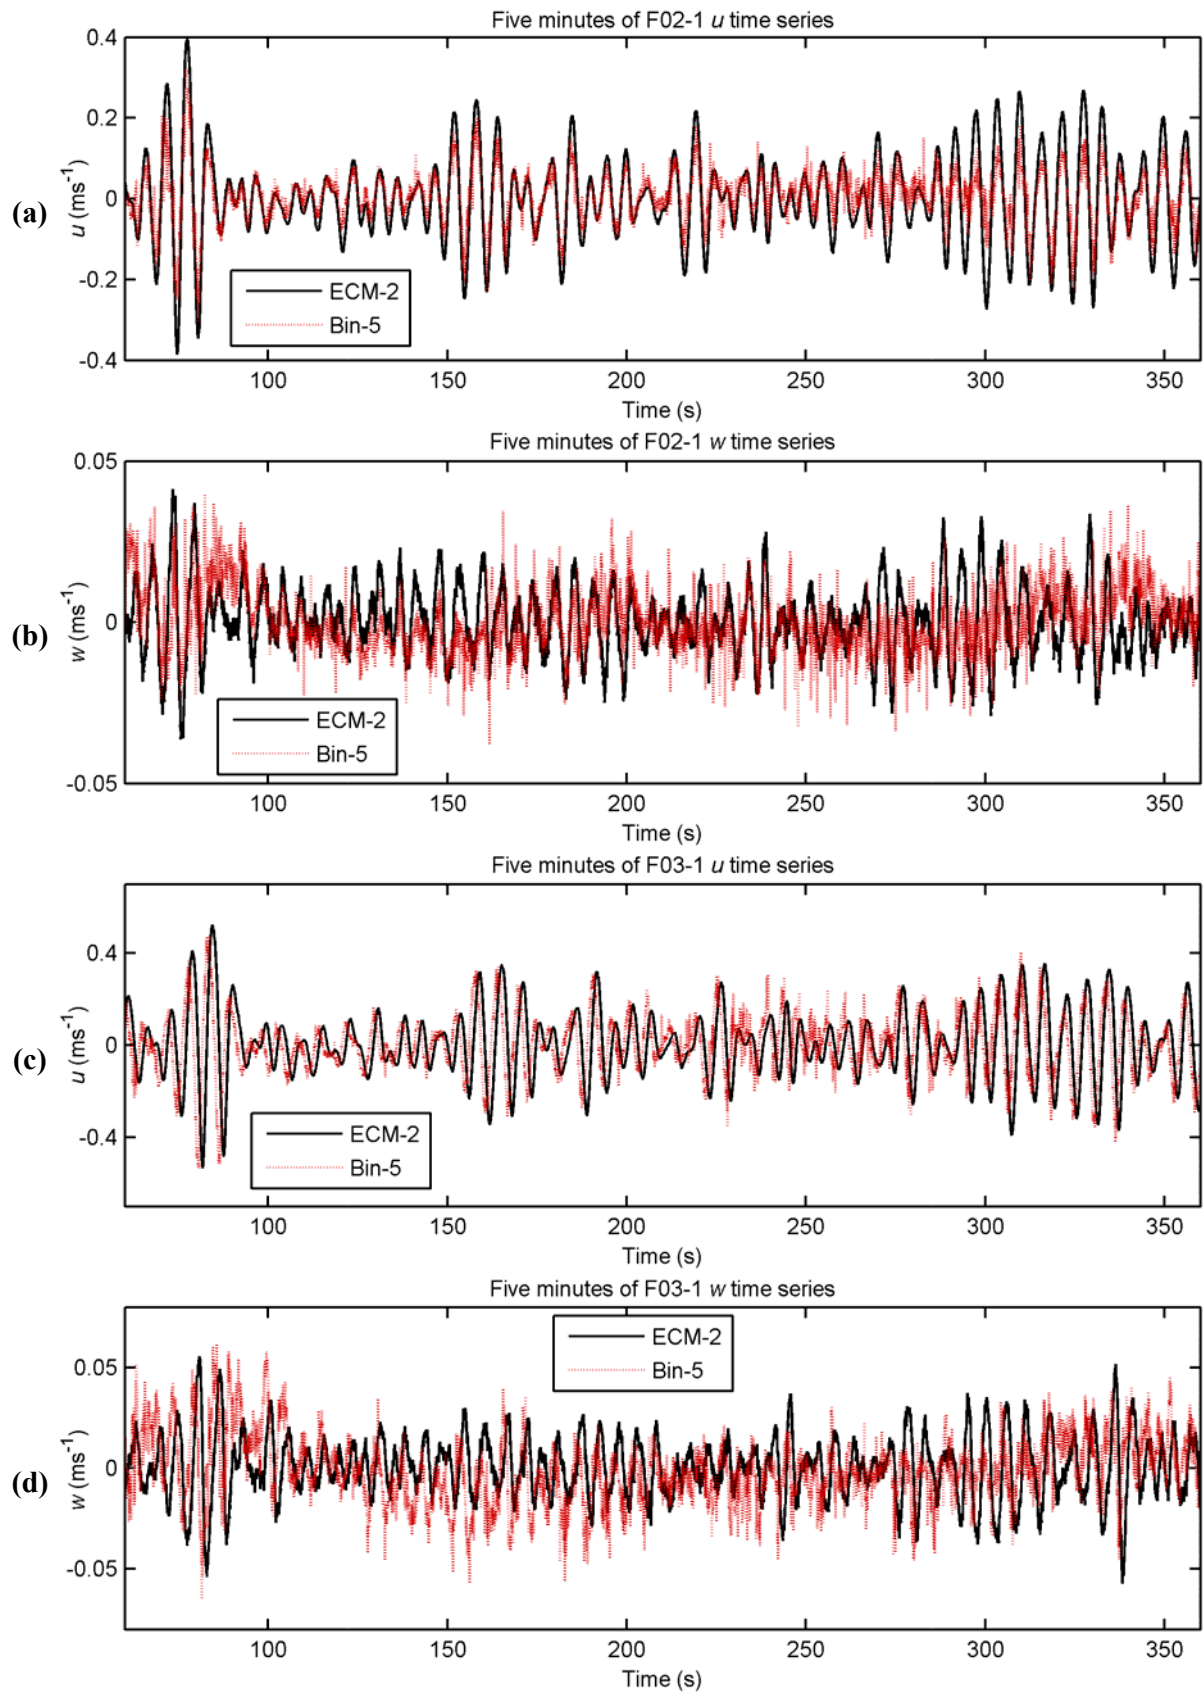 Five minutes of F02-1 u time series
(a)
u (ms-1)
0.4
0.2
0
-0.2
-0.4
ECM-2
Bin-5
100 150 200 250 300 350
Time (s)
Five minutes of F02-1 w time series
(b)
w (ms-1)
0.05
0
-0.05
ECM-2
Bin-5
100 150 200 250 300 350
Time (s)
Five minutes of F03-1 u time series
(c)
u (ms-1)
0.4
0
-0.4
ECM-2
Bin-5
100 150 200 250 300 350
Time (s)
Five minutes of F03-1 w time series
(d)
w (ms-1)
0.05
0
-0.05
ECM-2
Bin-5
100 150 200 250 300 350
Time (s)